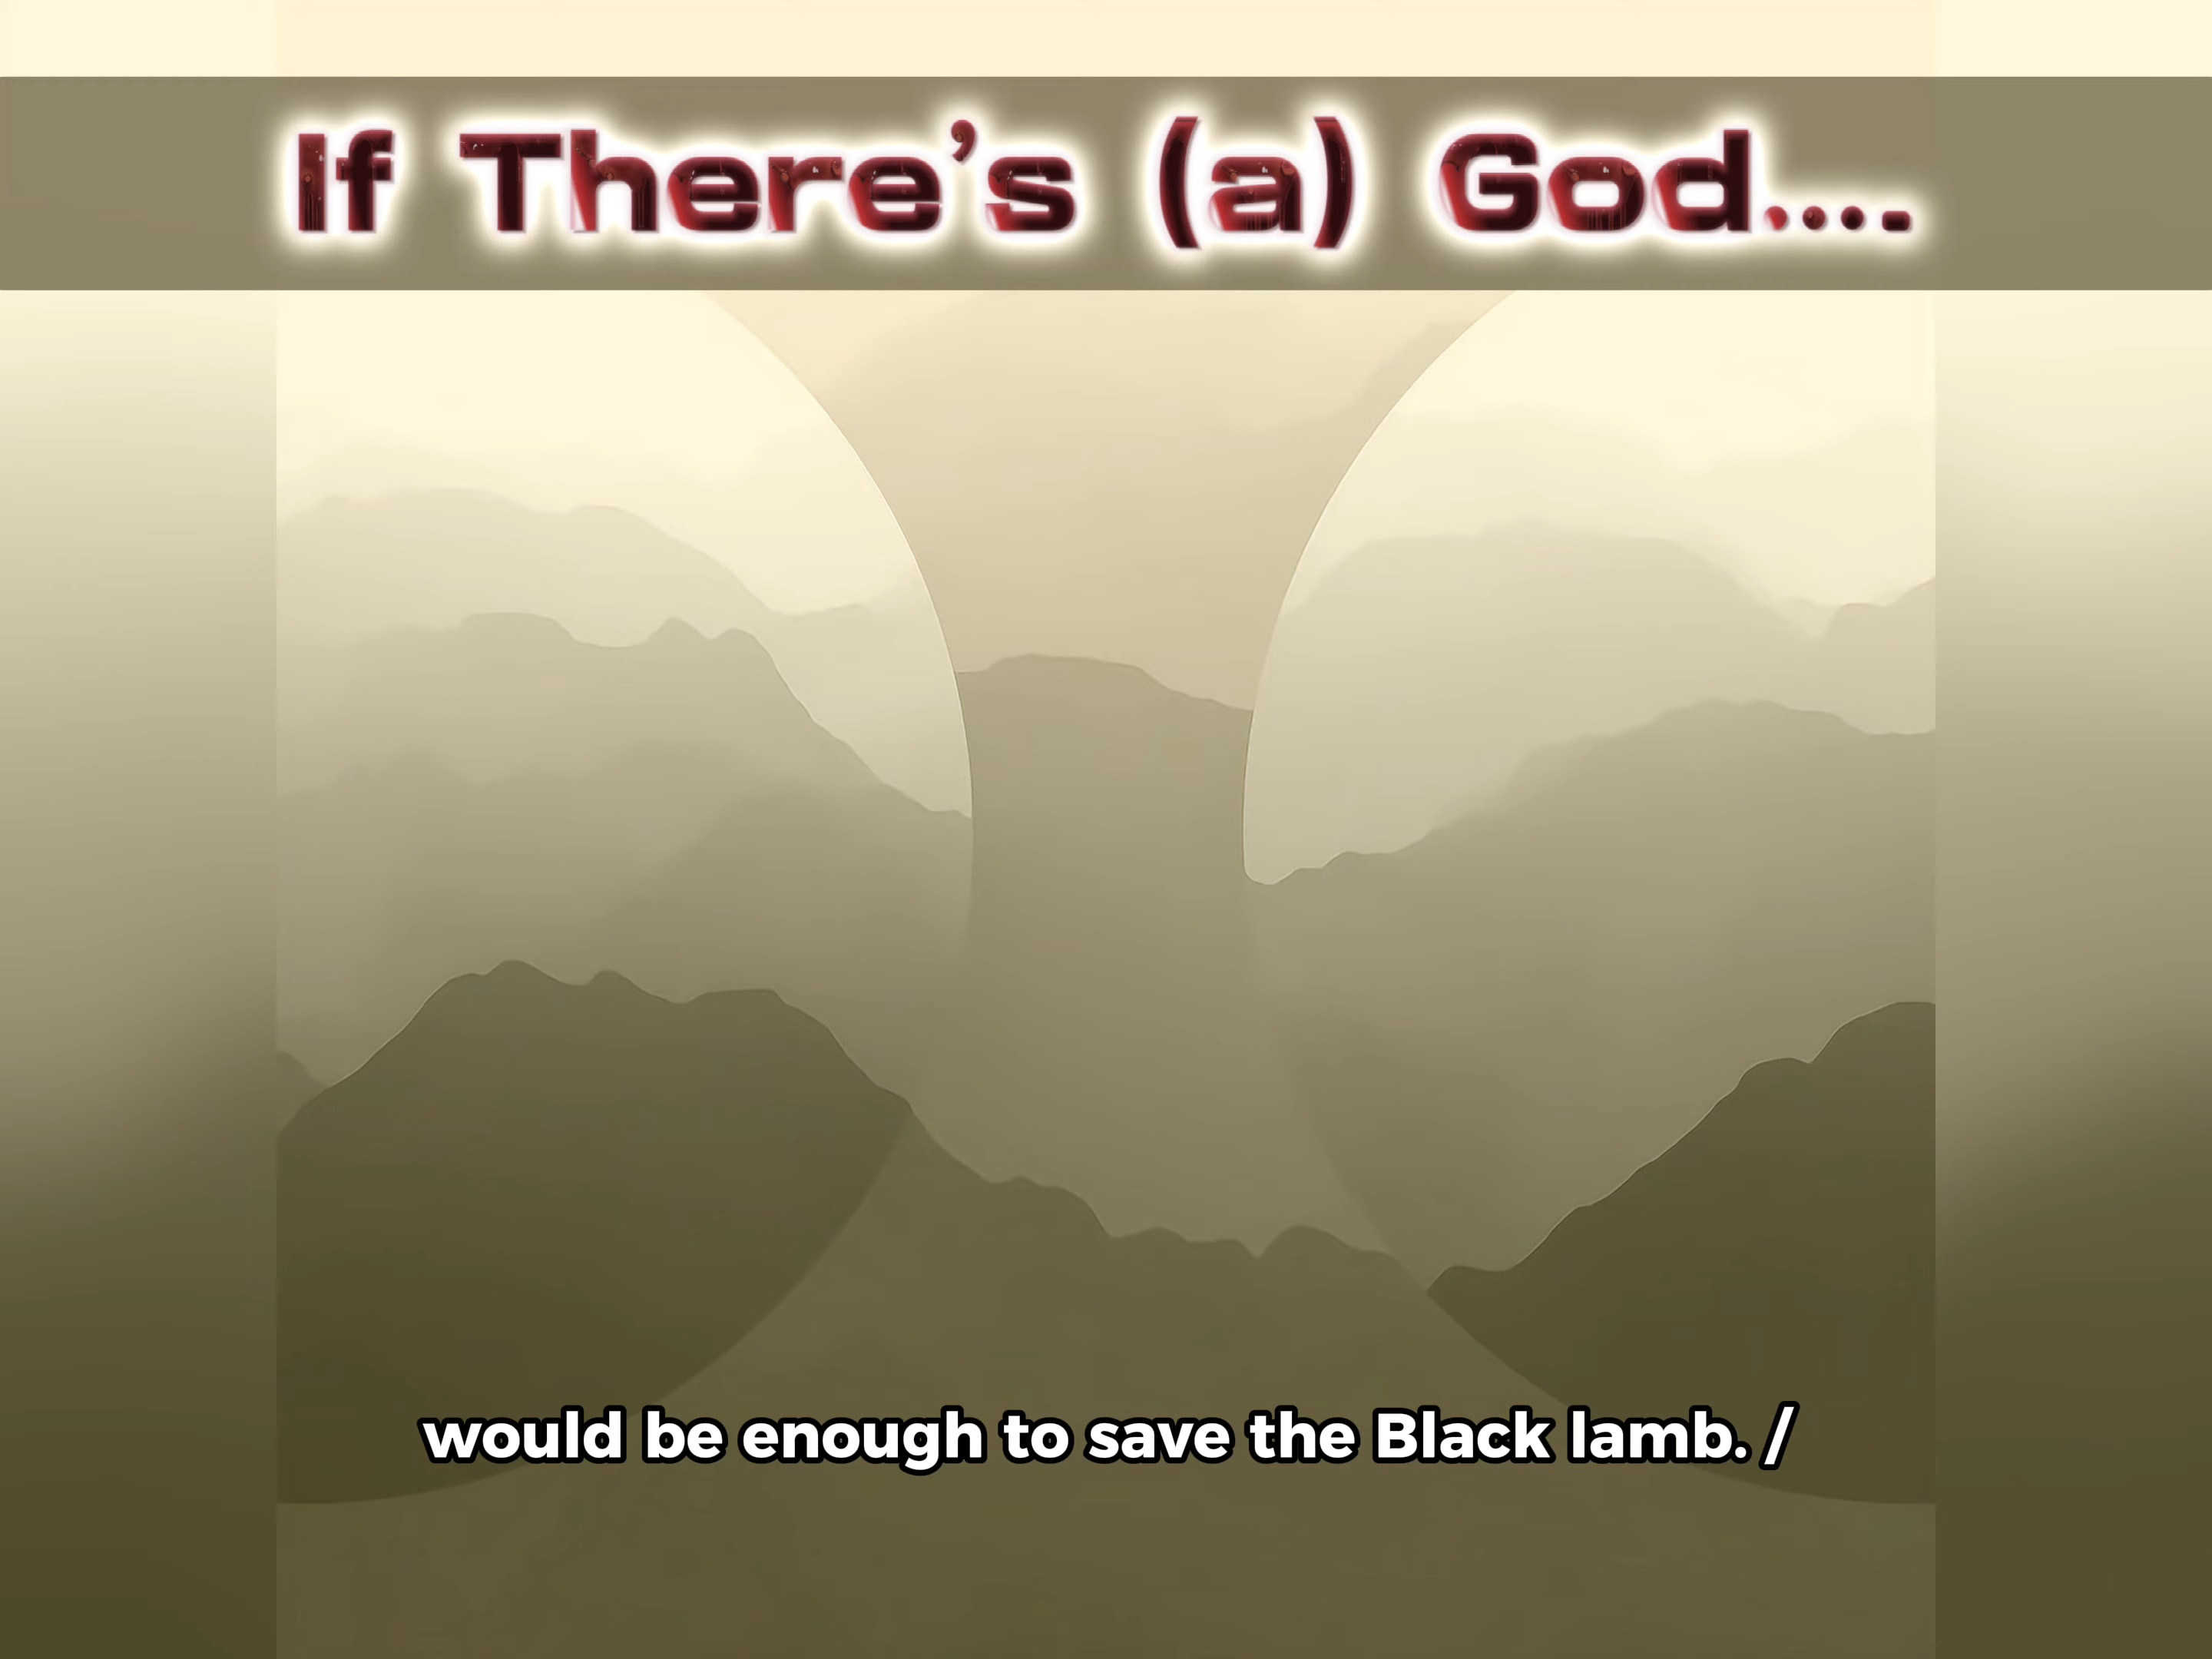 If There’s (a) God....
would be enough to save the Black lamb. /